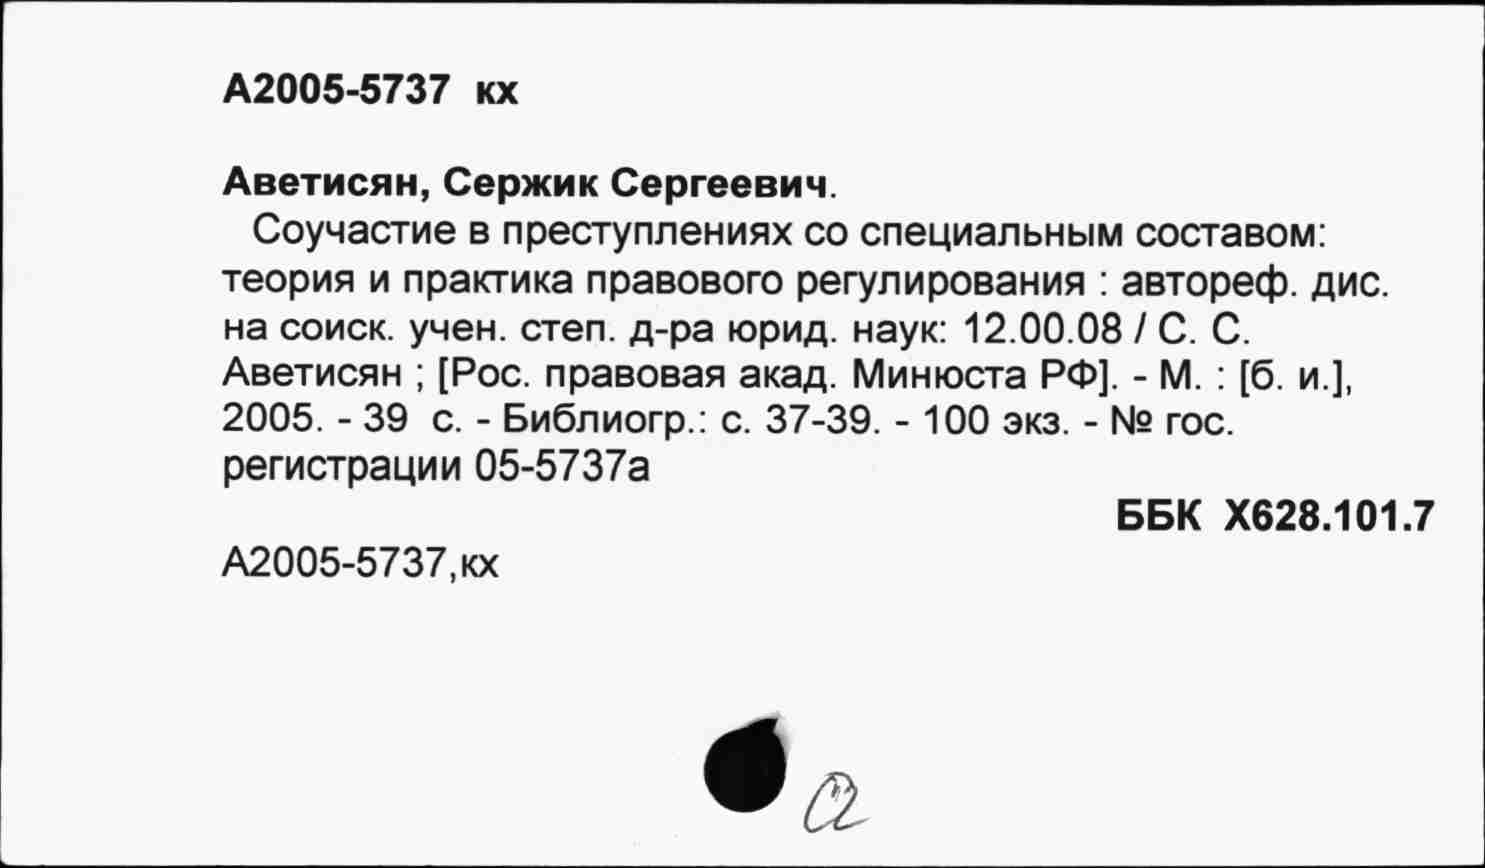 А2005-5737 кх
Аветисян, Сержик Сергеевич.
Соучастие в преступлениях со специальным составом:
теория и практика правового регулирования : автореф. дис.
на соиск. учен. степ. д-ра юрид. наук: 12.00.08 / С. С.
Аветисян ; [Рос. правовая акад. Минюста РФ]. - М. : [б. и.],
2005. - 39 с. - Библиогр.: с. 37-39. - 100 экз. - № гос.
регистрации 05-5737а
ББК Х628.101.7
А2005-5737,кх